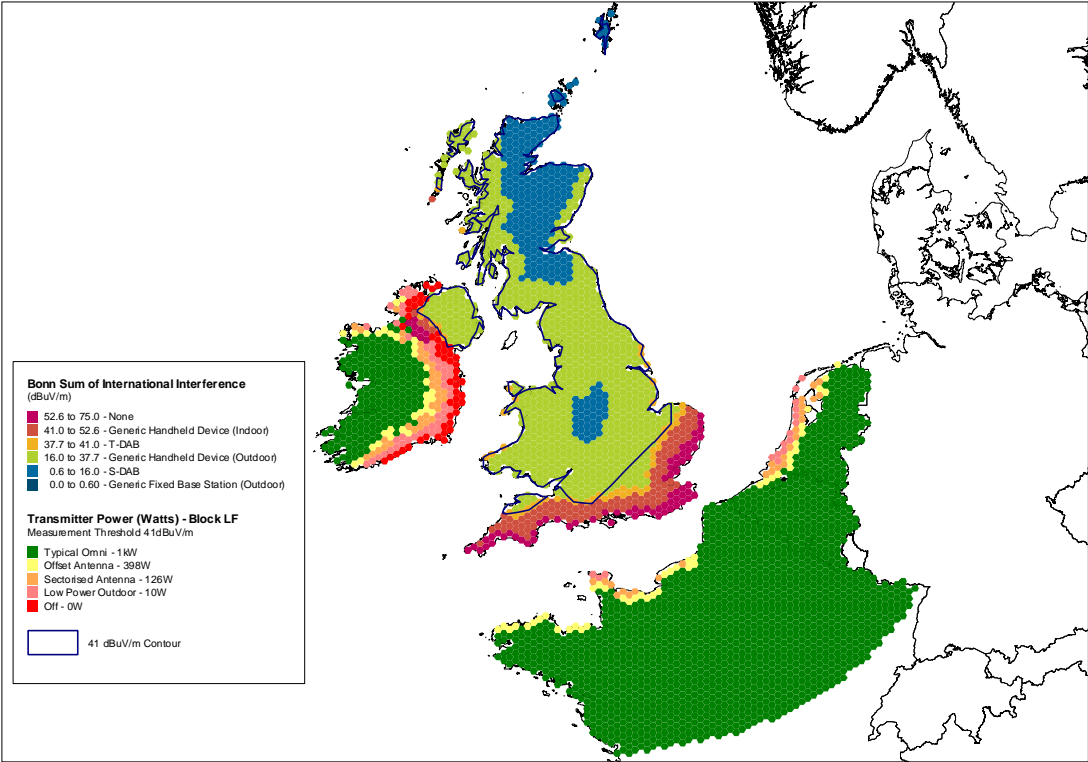 Bonn Sum of International Interference
(dBuV/m)
52.6 to 75.0 - None
41.0 to 52.6 - Generic Handheld Device (Indoor)
37.7 to 41.0 - T-DAB
16.0 to 37.7 - Generic Handheld Device (Outdoor)
0.6 to 16.0 - S-DAB
0.0 to 0.60 - Generic Fixed Base Station (Outdoor)
Transmitter Power (Watts) - Block LF
Measurement Threshold 41dBuV/m
Typical Omni - 1kW
Offset Antenna - 398W
Sectorised Antenna - 126W
Low Power Outdoor - 10W
Off - 0W
41 dBuV/m Contour